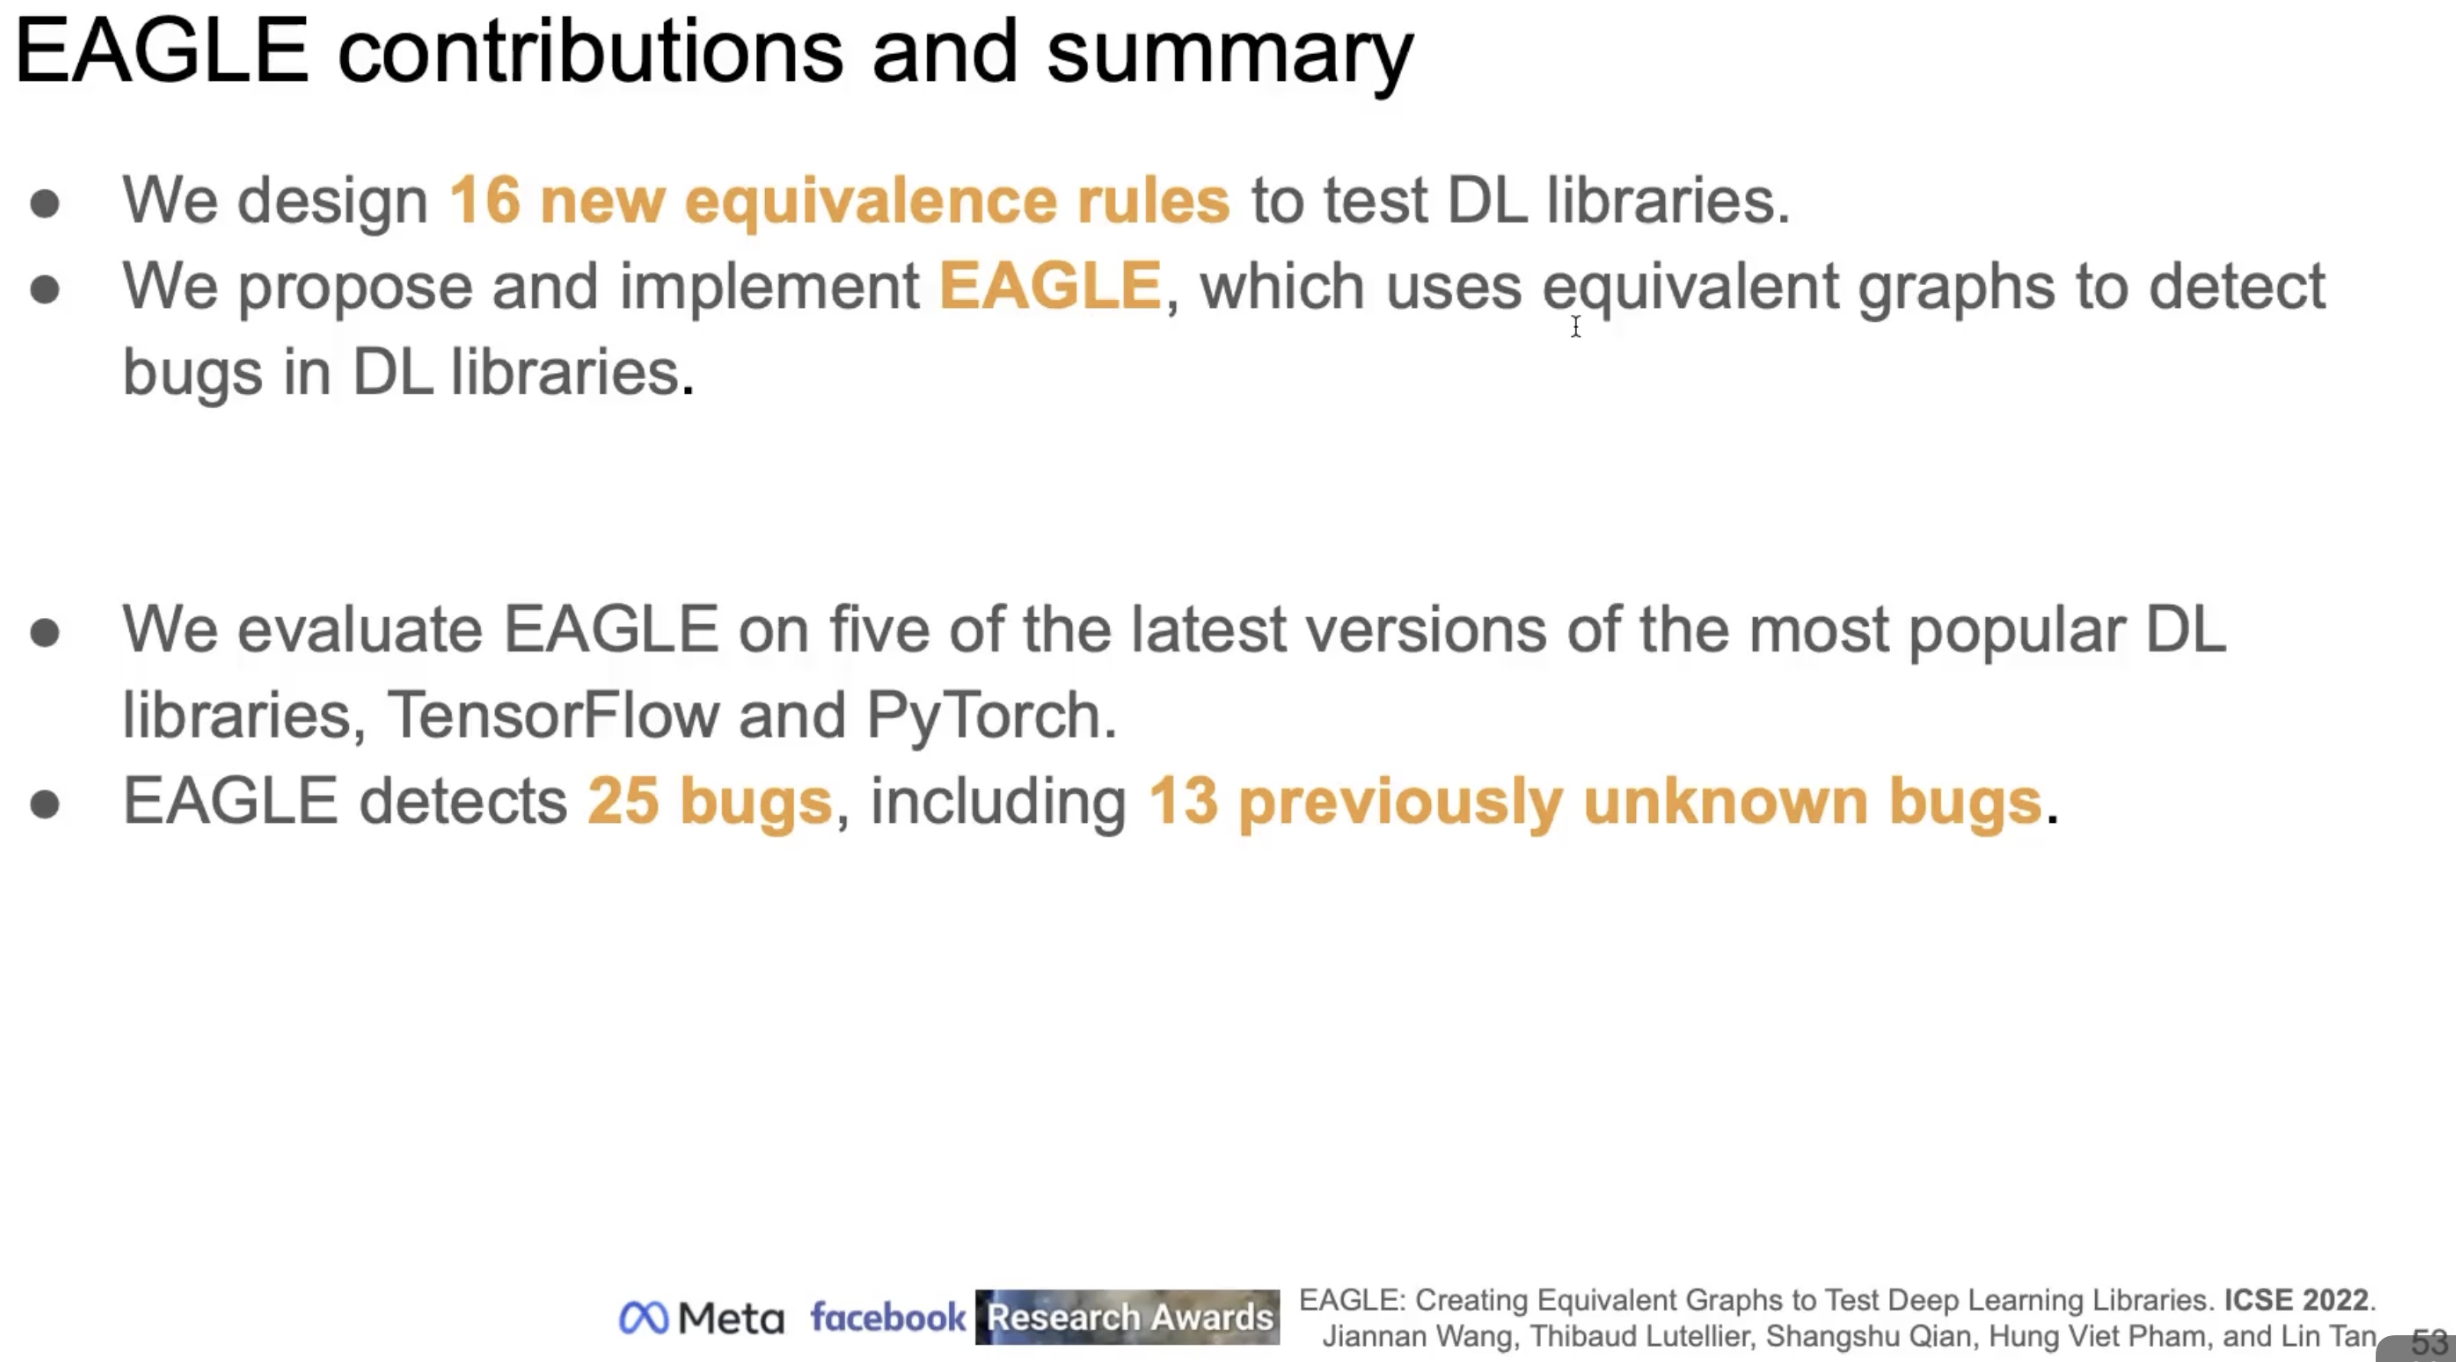 EAGLE contributions and summary
● We design 16 new equivalence rules to test DL libraries.
● We propose and implement EAGLE, which uses equivalent graphs to detect
bugs in DL libraries.
● We evaluate EAGLE on five of the latest versions of the most popular DL
libraries, TensorFlow and PyTorch.
● EAGLE detects 25 bugs, including 13 previously unknown bugs.
Meta facebook Research Awards
EAGLE: Creating Equivalent Graphs to Test Deep Learning Libraries. ICSE 2022.
Jiannan Wang, Thibaud Lutellier, Shangshu Qian, Hung Viet Pham, and Lin Tan
53